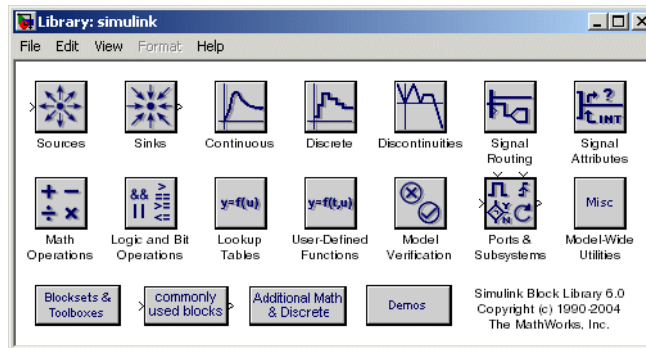 Library: simulink
File Edit View Format Help
Sources Sinks Continuous Discrete Discontinuities Signal Routing Signal Attributes
? INT
+ − ÷ × && || > == >= <= y=f(u) y=f(t,u) Y N Misc
Math Operations Logic and Bit Operations Lookup Tables User-Defined Functions Model Verification Ports & Subsystems Model-Wide Utilities
Blocksets & Toolboxes
commonly used blocks
Additional Math & Discrete
Demos
Simulink Block Library 6.0
Copyright (c) 1990-2004
The MathWorks, Inc.